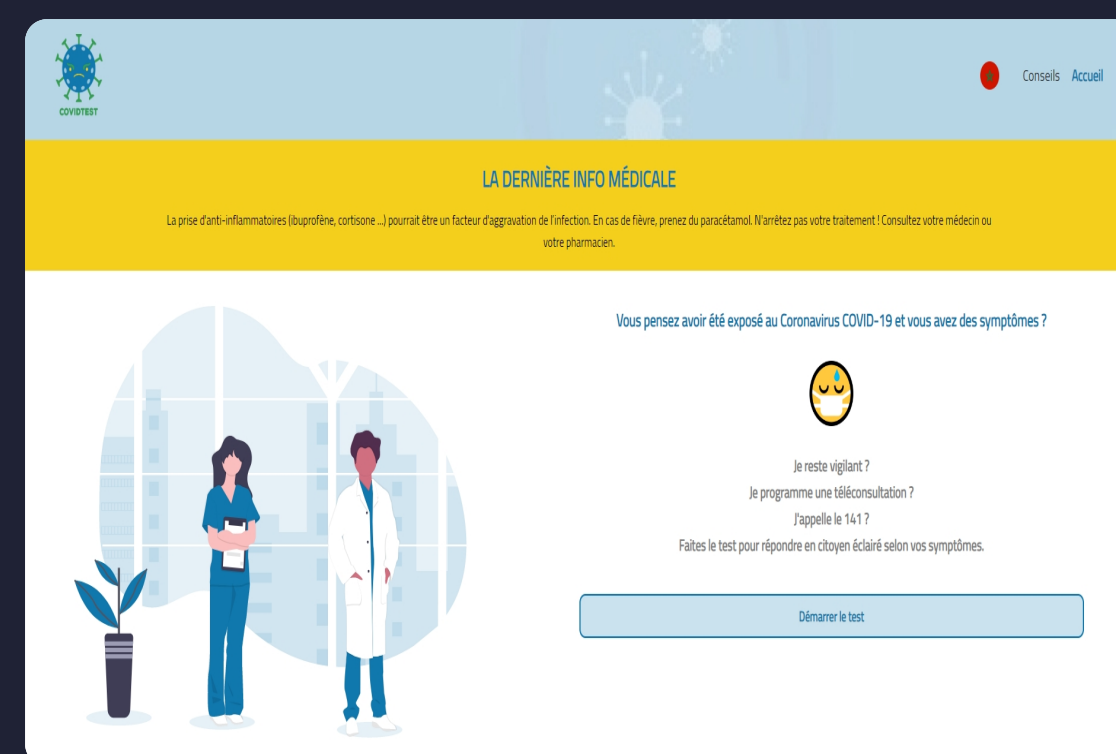 COVIDTEST
Conseils Accueil
LA DERNIÈRE INFO MÉDICALE
La prise d'anti-inflammatoires (ibuprofène, cortisone ...) pourrait être un facteur d'aggravation de l'infection. En cas de fièvre, prenez du paracétamol. N'arrêtez pas votre traitement ! Consultez votre médecin ou
votre pharmacien.
Vous pensez avoir été exposé au Coronavirus COVID-19 et vous avez des symptômes ?
Je reste vigilant ?
Je programme une téléconsultation ?
J'appelle le 141 ?
Faites le test pour répondre en citoyen éclairé selon vos symptômes.
Démarrer le test